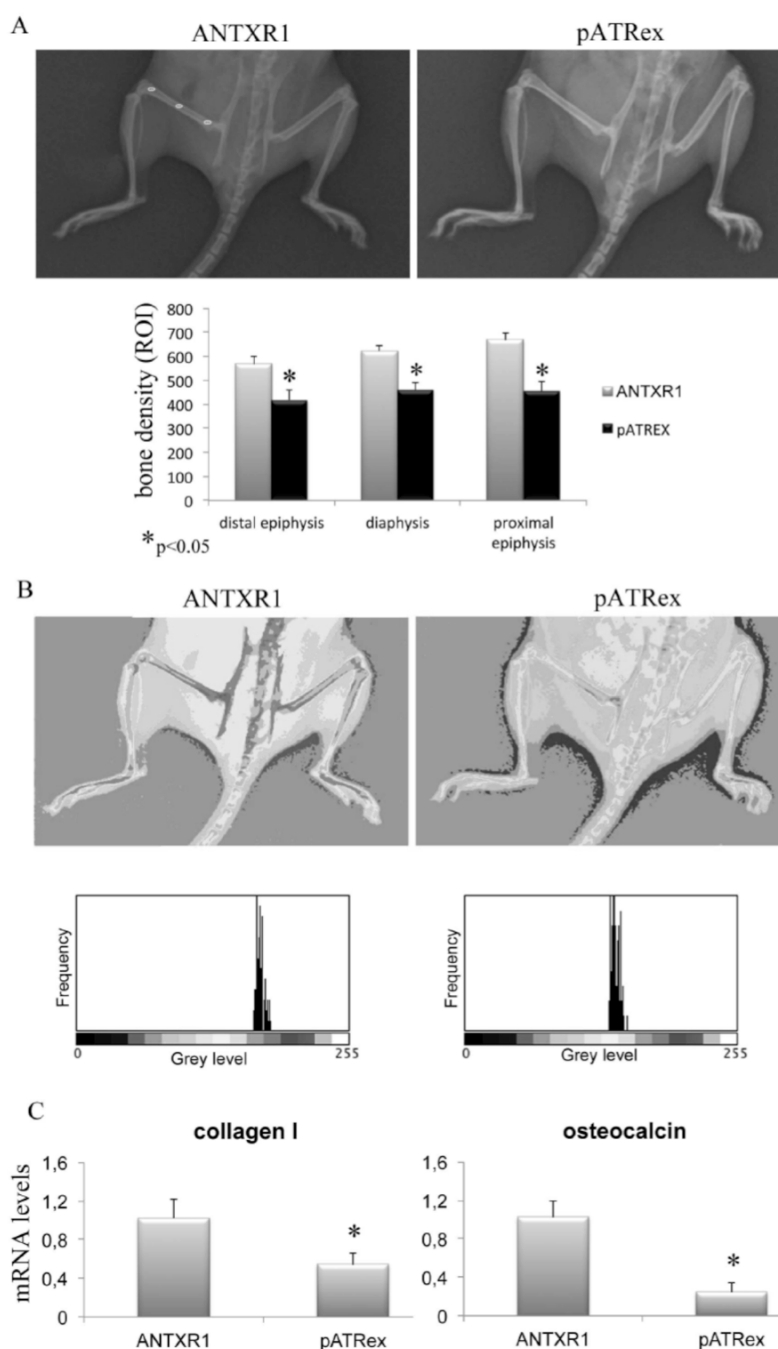 A
ANTXR1 pATRex
bone density (ROI)
800
700
600
500
400
300
200
100
0
* * *
distal epiphysis diaphysis proximal
epiphysis
ANTXR1
pATREX
*p<0.05
B
ANTXR1 pATRex
Frequency Frequency
0 255 0 255
Grey level Grey level
C
collagen I osteocalcin
mRNA levels
1,6 1,6
1,2 1,2
0,8 0,8
0,4 0,4
0 0
* *
ANTXR1 pATRex ANTXR1 pATRex